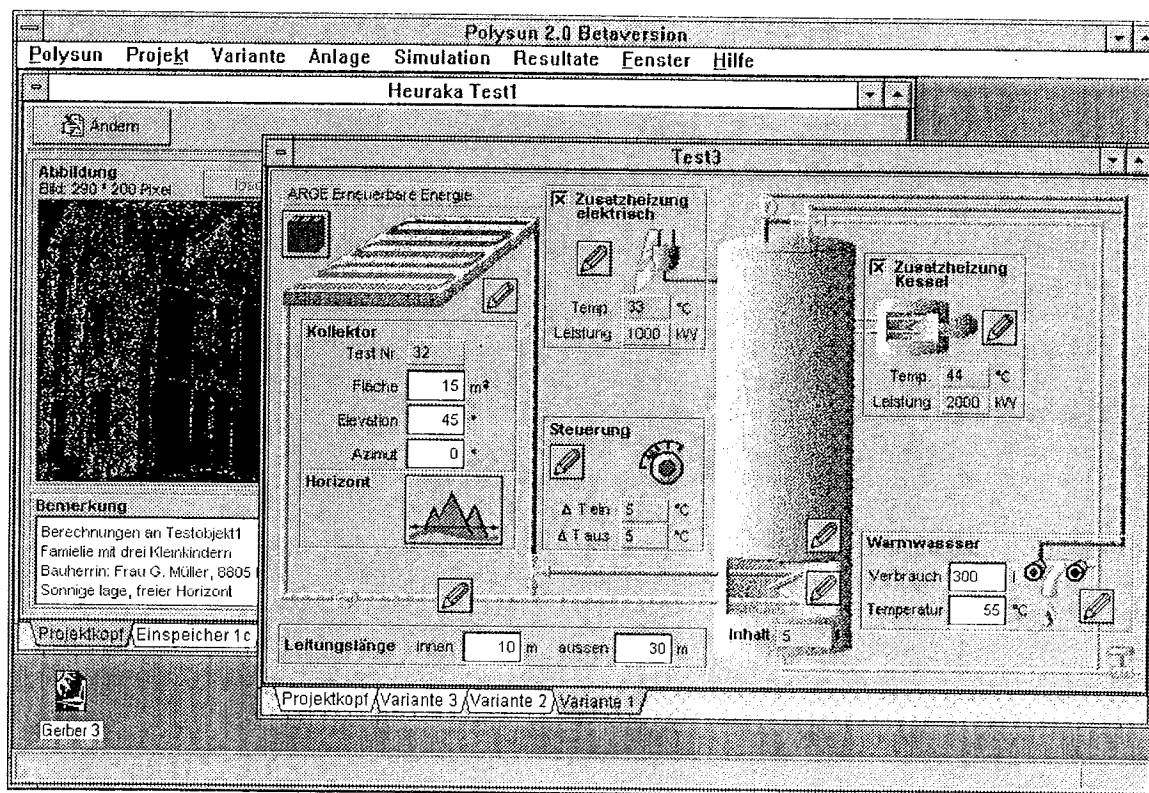 Polysun 2.0 Betaversion
Polysun Projekt Variante Anlage Simulation Resultate Fenster Hilfe
Heuraka Test1
Ändern
Abbildung
Bild: 290 * 200 Pixel
Bemerkung
Berechnungen an Testobjekt1
Famielie mit drei Kleinkindern
Bauherrin: Frau G. Müller, 8805
Sonnige lage, freier Horizont
Projektkopf Einspeicher 1c
Gerber 3
Test3
ARGE Erneuerbare Energie
Kollektor
Test Nr 32
Fläche 15 m²
Elevation 45 °
Azimut 0 °
Horizont
Zusatzheizung
elektrisch
Temp. 33 °C
Leistung 1000 kW
Steuerung
Δ T ein 5 °C
Δ T aus 5 °C
Zusatzheizung
Kessel
Temp. 44 °C
Leistung 2000 kW
Warmwassser
Verbrauch 300 l
Temperatur 55 °C
Inhalt 5
Leitungslänge innen 10 m aussen 30 m
Projektkopf Variante 3 Variante 2 Variante 1